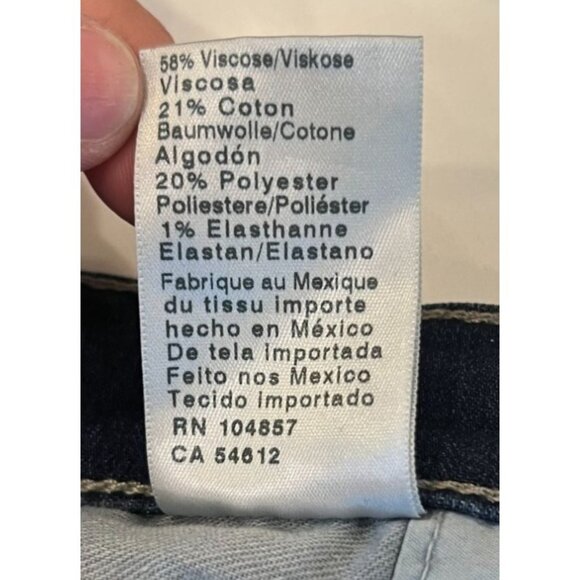 58% Viscose/Viskose
Viscosa
21% Coton
Baumwolle/Cotone
Algodón
20% Polyester
Poliestere/Poliéster
1% Elasthanne
Elastan/Elastano
Fabrique au Mexique
du tissu importe
hecho en México
De tela importada
Feito nos Mexico
Tecido importado
RN 104857
CA 54612